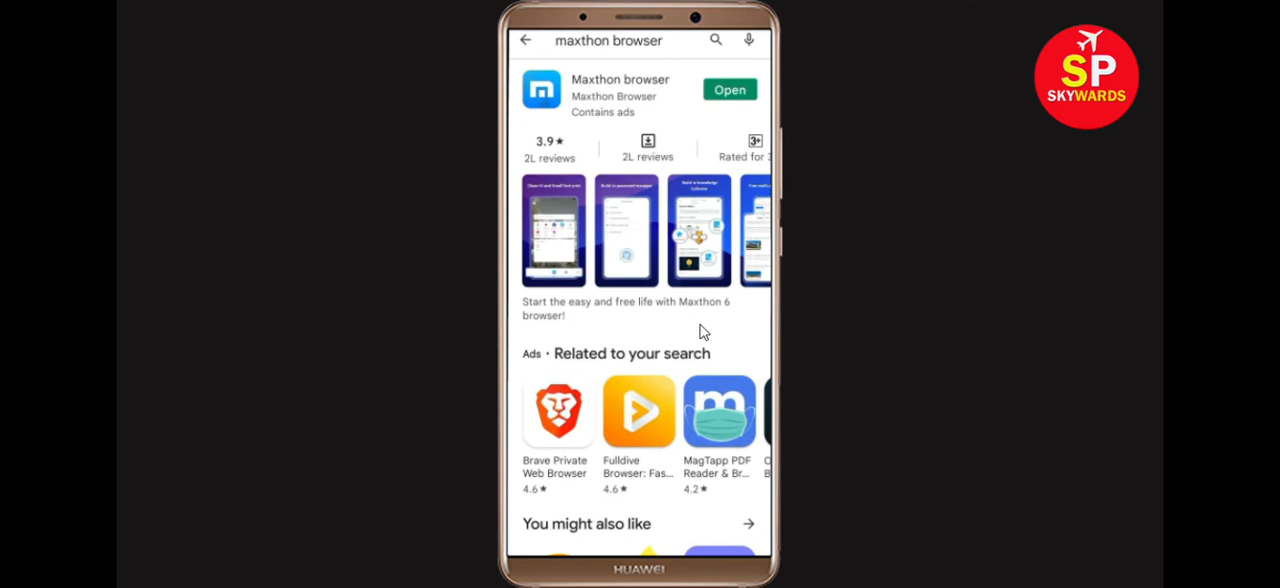 maxthon browser
SP
SKYWARDS
Maxthon browser
Maxthon Browser
Contains ads
Open
3.9★
2L reviews
2L reviews
3+
Rated for 3
Start the easy and free life with Maxthon 6
browser!
Ads • Related to your search
Brave Private
Web Browser
4.6★
Fulldive
Browser: Fas...
4.6★
MagTapp PDF
Reader & Br...
4.2★
You might also like
HUAWEI